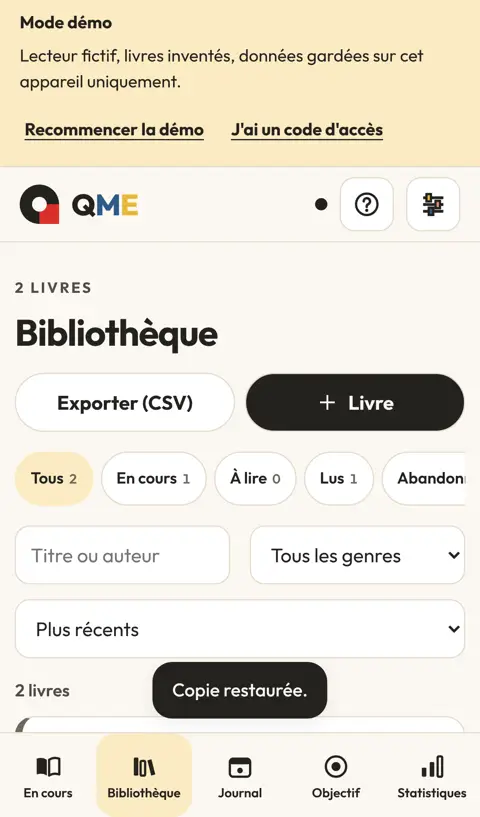 Mode démo
Lecteur fictif, livres inventés, données gardées sur cet
appareil uniquement.
Recommencer la démo J'ai un code d'accès
QME
2 LIVRES
Bibliothèque
Exporter (CSV) + Livre
Tous 2 En cours 1 À lire 0 Lus 1 Abandon
Titre ou auteur Tous les genres
Plus récents
2 livres
Copie restaurée.
En cours Bibliothèque Journal Objectif Statistiques